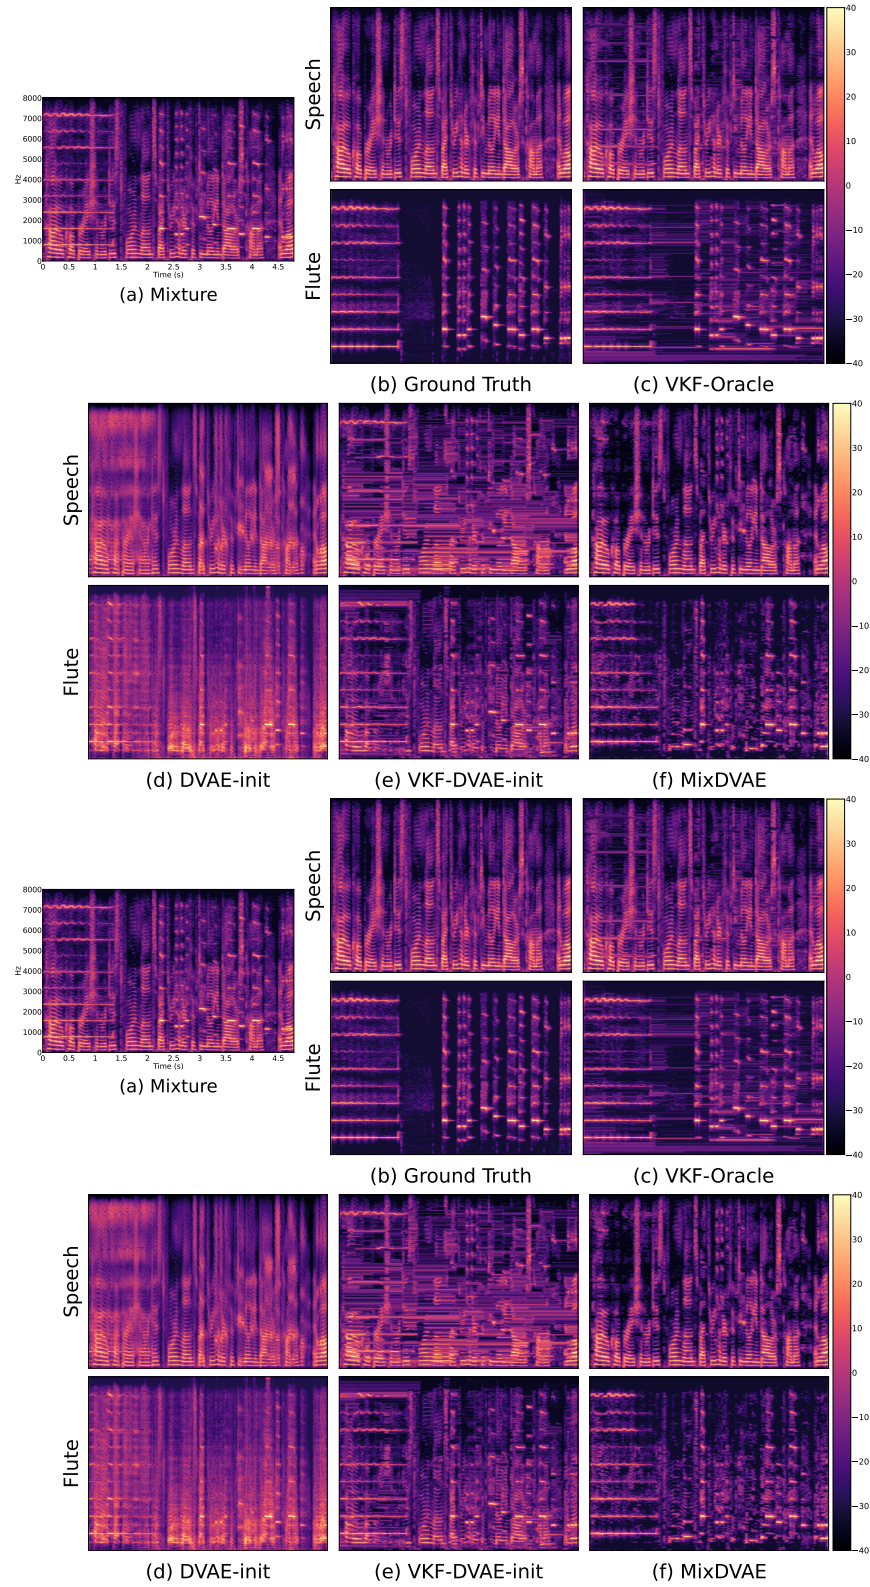 Speech
40
30
20
10
0
−10
−20
−30
−40
8000
7000
6000
5000
4000
3000
2000
1000
0
Hz
0 0.5 1 1.5 2 2.5 3 3.5 4 4.5
Time (s)
(a) Mixture
Flute
(b) Ground Truth (c) VKF-Oracle
Speech
40
30
20
10
0
−10
−20
−30
−40
Flute
(d) DVAE-init (e) VKF-DVAE-init (f) MixDVAE
Speech
40
30
20
10
0
−10
−20
−30
−40
8000
7000
6000
5000
4000
3000
2000
1000
0
Hz
0 0.5 1 1.5 2 2.5 3 3.5 4 4.5
Time (s)
(a) Mixture
Flute
(b) Ground Truth (c) VKF-Oracle
Speech
40
30
20
10
0
−10
−20
−30
−40
Flute
(d) DVAE-init (e) VKF-DVAE-init (f) MixDVAE